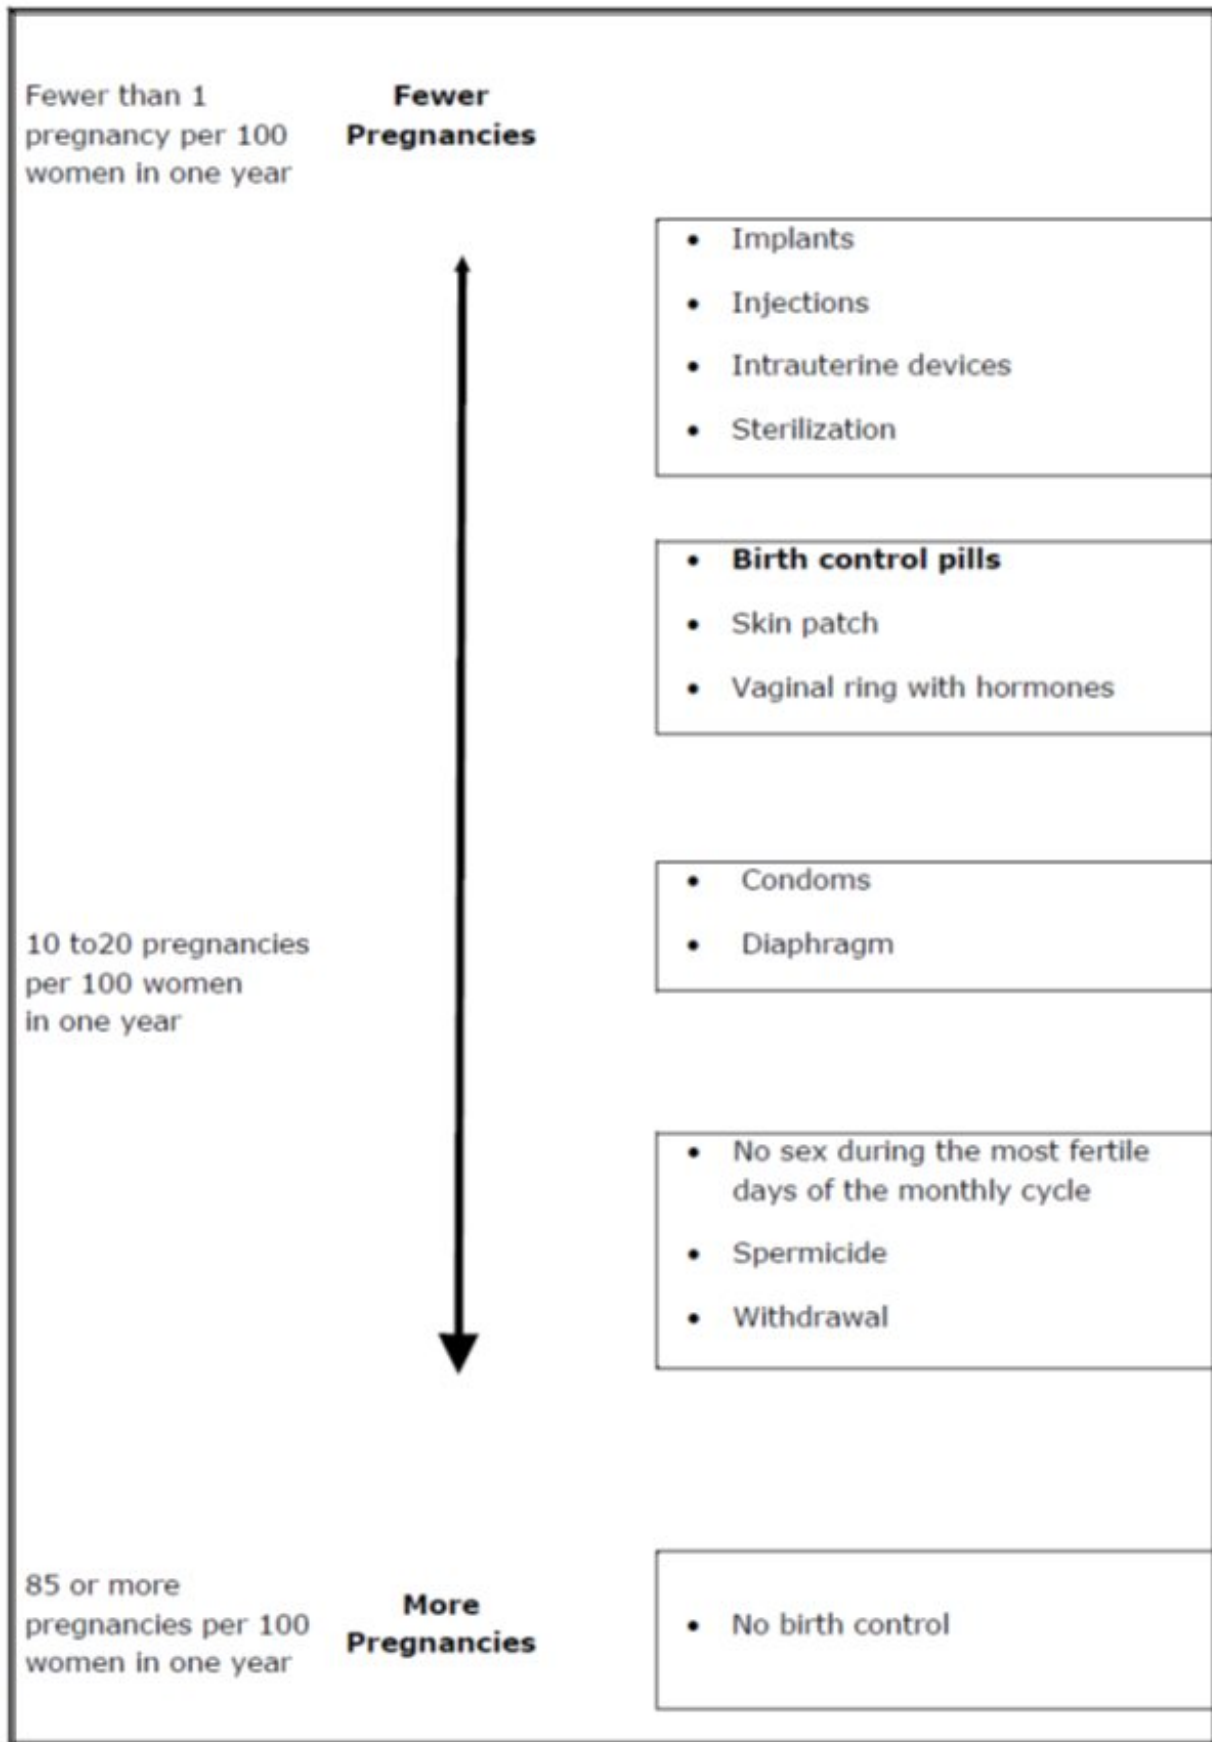 Fewer than 1
pregnancy per 100
women in one year
Fewer
Pregnancies
• Implants
• Injections
• Intrauterine devices
• Sterilization
• Birth control pills
• Skin patch
• Vaginal ring with hormones
• Condoms
• Diaphragm
10 to20 pregnancies
per 100 women
in one year
• No sex during the most fertile
days of the monthly cycle
• Spermicide
• Withdrawal
85 or more
pregnancies per 100
women in one year
More
Pregnancies
• No birth control